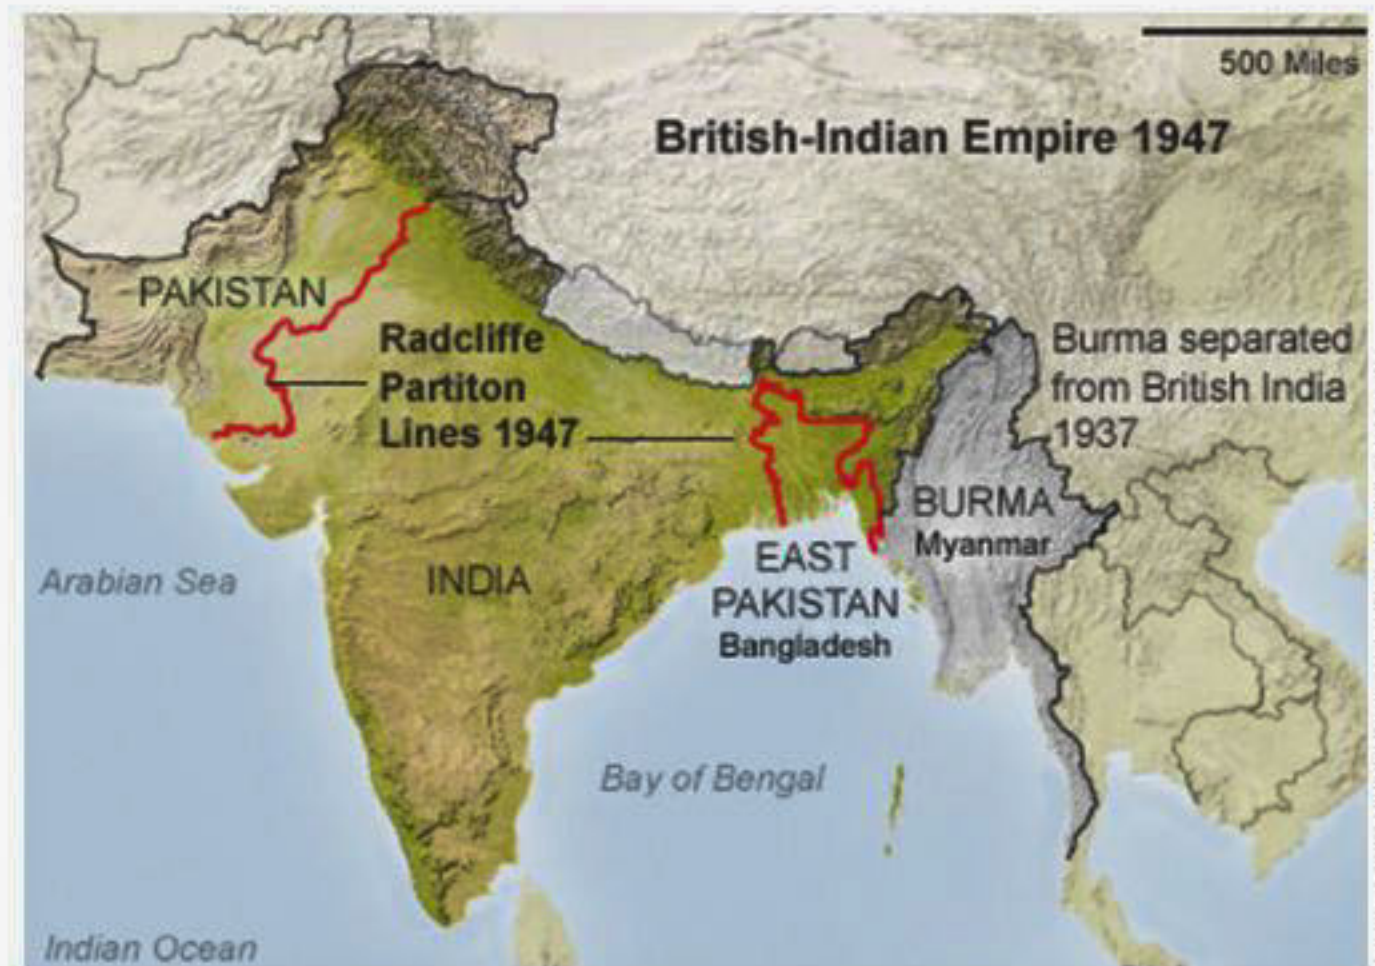 500 Miles
British-Indian Empire 1947
PAKISTAN
Radcliffe
Partiton
Lines 1947
Burma separated
from British India
1937
BURMA
Myanmar
EAST
PAKISTAN
Bangladesh
INDIA
Arabian Sea
Bay of Bengal
Indian Ocean